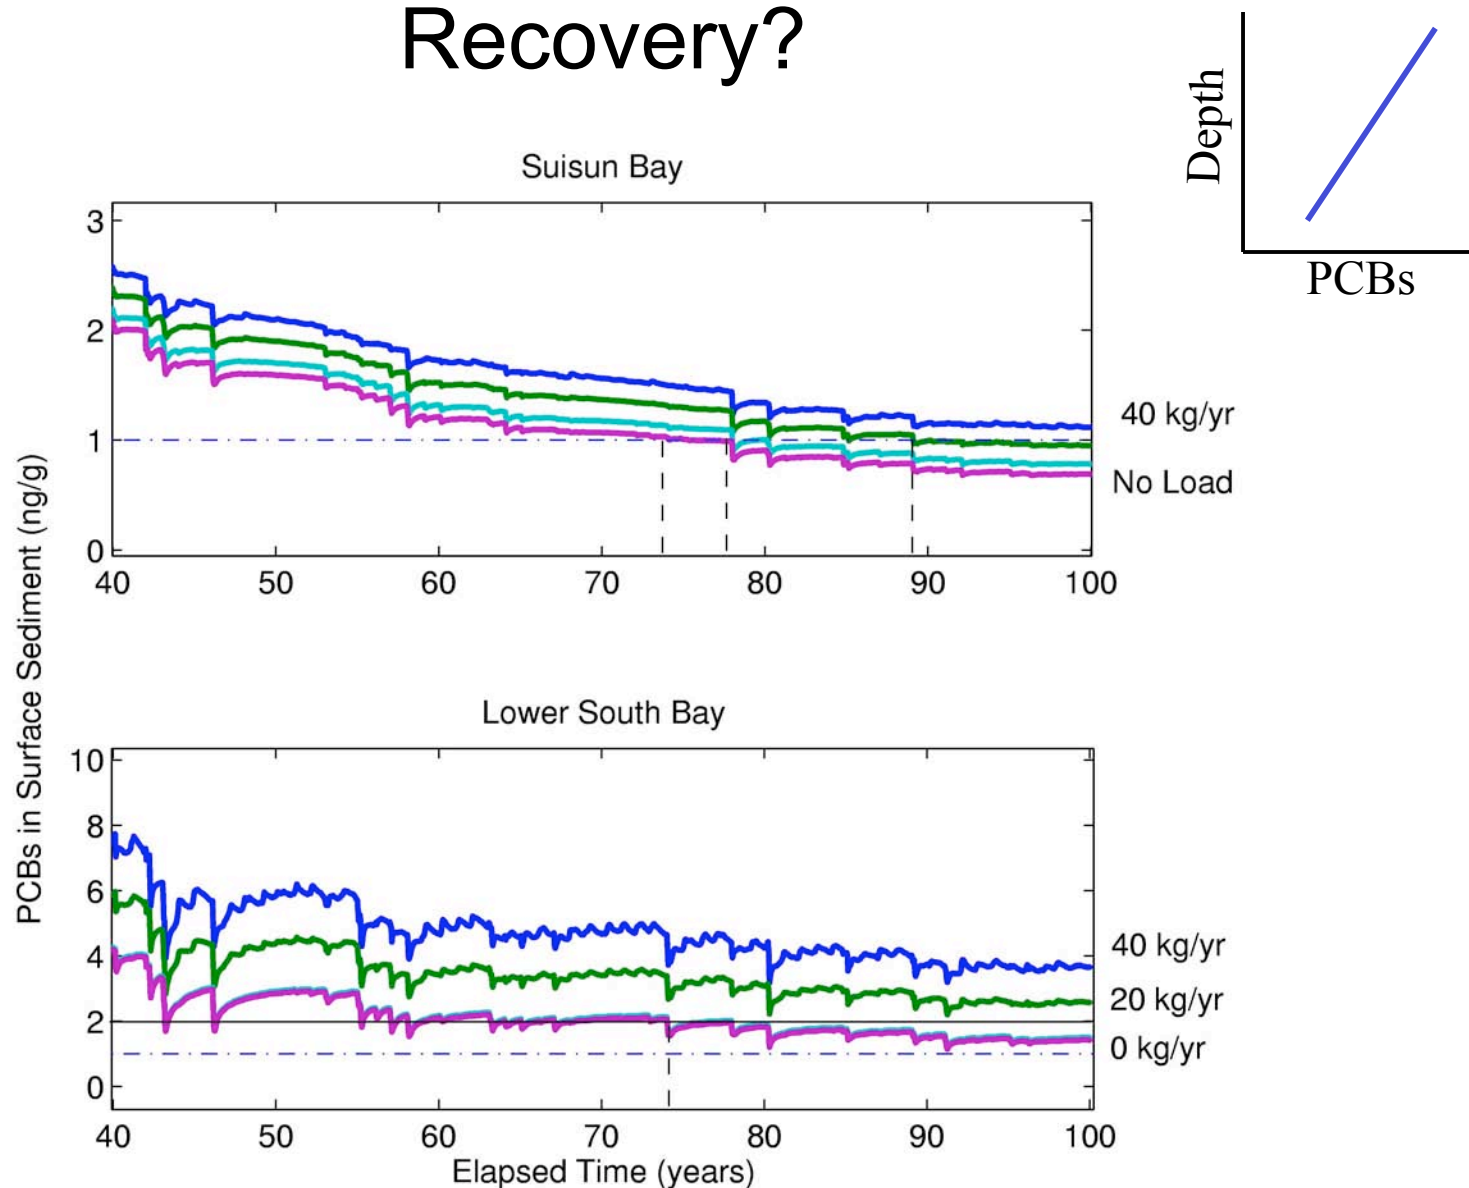 Recovery?
Depth
PCBs
Suisun Bay
3
2
1
0
40 50 60 70 80 90 100
40 kg/yr
No Load
PCBs in Surface Sediment (ng/g)
Lower South Bay
10
8
6
4
2
0
40 50 60 70 80 90 100
40 kg/yr
20 kg/yr
0 kg/yr
Elapsed Time (years)